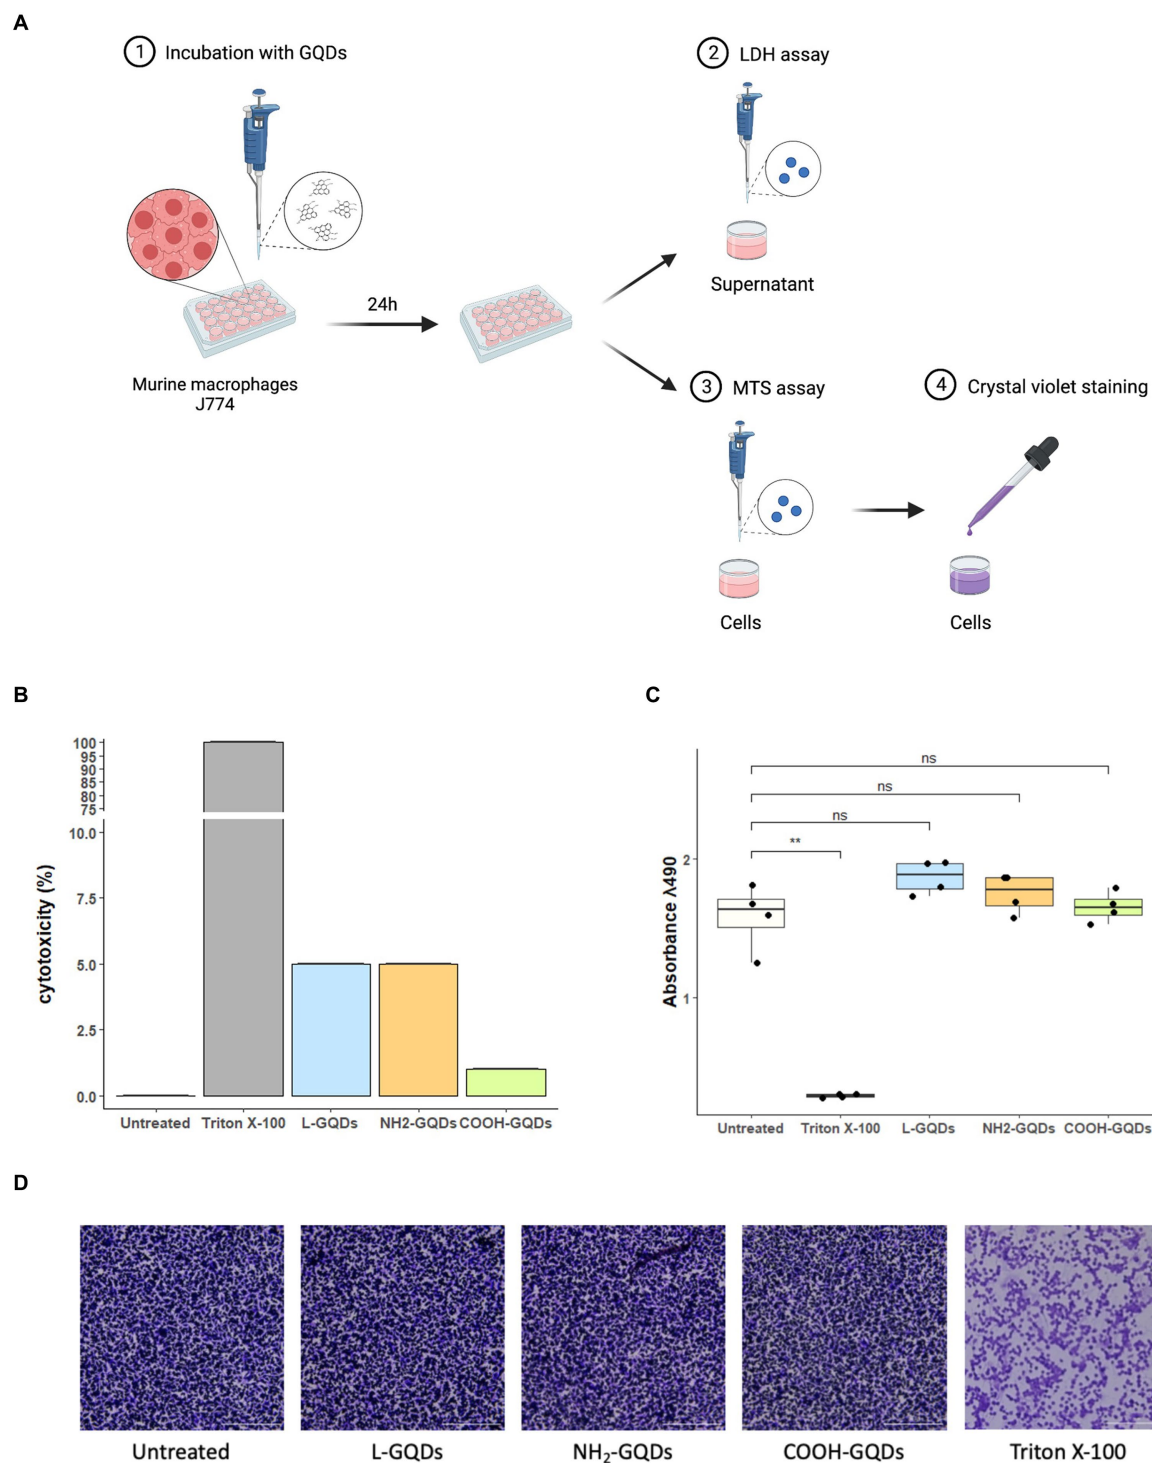 A
1 Incubation with GQDs
2 LDH assay
24h
Supernatant
Murine macrophages
J774
3 MTS assay
4 Crystal violet staining
Cells
Cells
B
cytotoxicity (%)
100
95
90
85
80
75
10.0
7.5
5.0
2.5
0.0
Untreated Triton X-100 L-GQDs NH2-GQDs COOH-GQDs
C
Absorbance λ490
ns
ns
ns
**
2
1
Untreated Triton X-100 L-GQDs NH2-GQDs COOH-GQDs
D
Untreated L-GQDs NH₂-GQDs COOH-GQDs Triton X-100